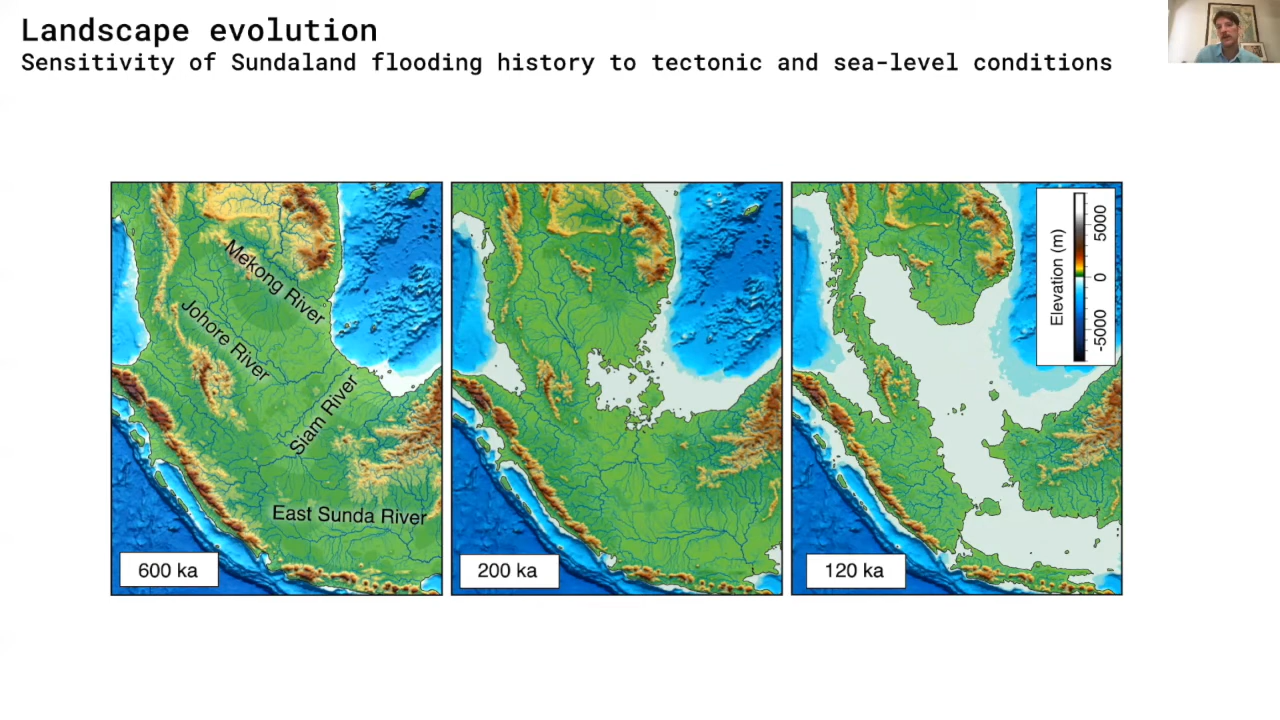 Landscape evolution
Sensitivity of Sundaland flooding history to tectonic and sea-level conditions
Mekong River
Johore River
Siam River
East Sunda River
600 ka
200 ka
120 ka
Elevation (m)
5000
0
-5000